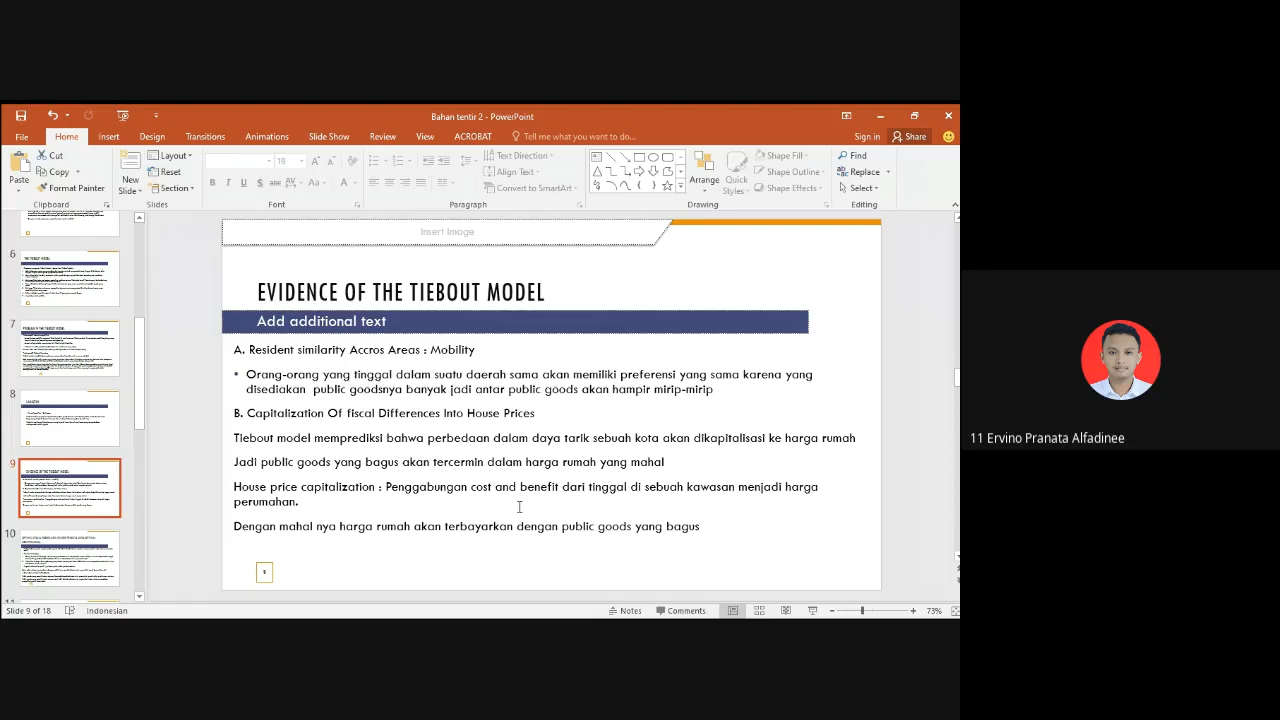 Bahan tentir 2 - PowerPoint
File Home Insert Design Transitions Animations Slide Show Review View ACROBAT Tell me what you want to do... Sign in Share
Paste Cut Copy Format Painter
Clipboard
New Slide Layout Reset Section
Slides
19
Font
Text Direction Align Text Convert to SmartArt
Paragraph
Arrange Quick Styles Shape Fill Shape Outline Shape Effects
Drawing
Find Replace Select
Editing
6
7
8
9
10
Insert Image
EVIDENCE OF THE TIEBOUT MODEL
Add additional text
A. Resident similarity Accros Areas : Mobility
• Orang-orang yang tinggal dalam suatu daerah sama akan memiliki preferensi yang sama karena yang
disediakan public goodsnya banyak jadi antar public goods akan hampir mirip-mirip
B. Capitalization Of fiscal Differences Into House Prices
Tiebout model memprediksi bahwa perbedaan dalam daya tarik sebuah kota akan dikapitalisasi ke harga rumah
Jadi public goods yang bagus akan tercermin dalam harga rumah yang mahal
House price capitalization : Penggabungan cost and benefit dari tinggal di sebuah kawasan menjadi harga
perumahan.
Dengan mahal nya harga rumah akan terbayarkan dengan public goods yang bagus
11 Ervino Pranata Alfadinee
Slide 9 of 18 Indonesian Notes Comments 73%